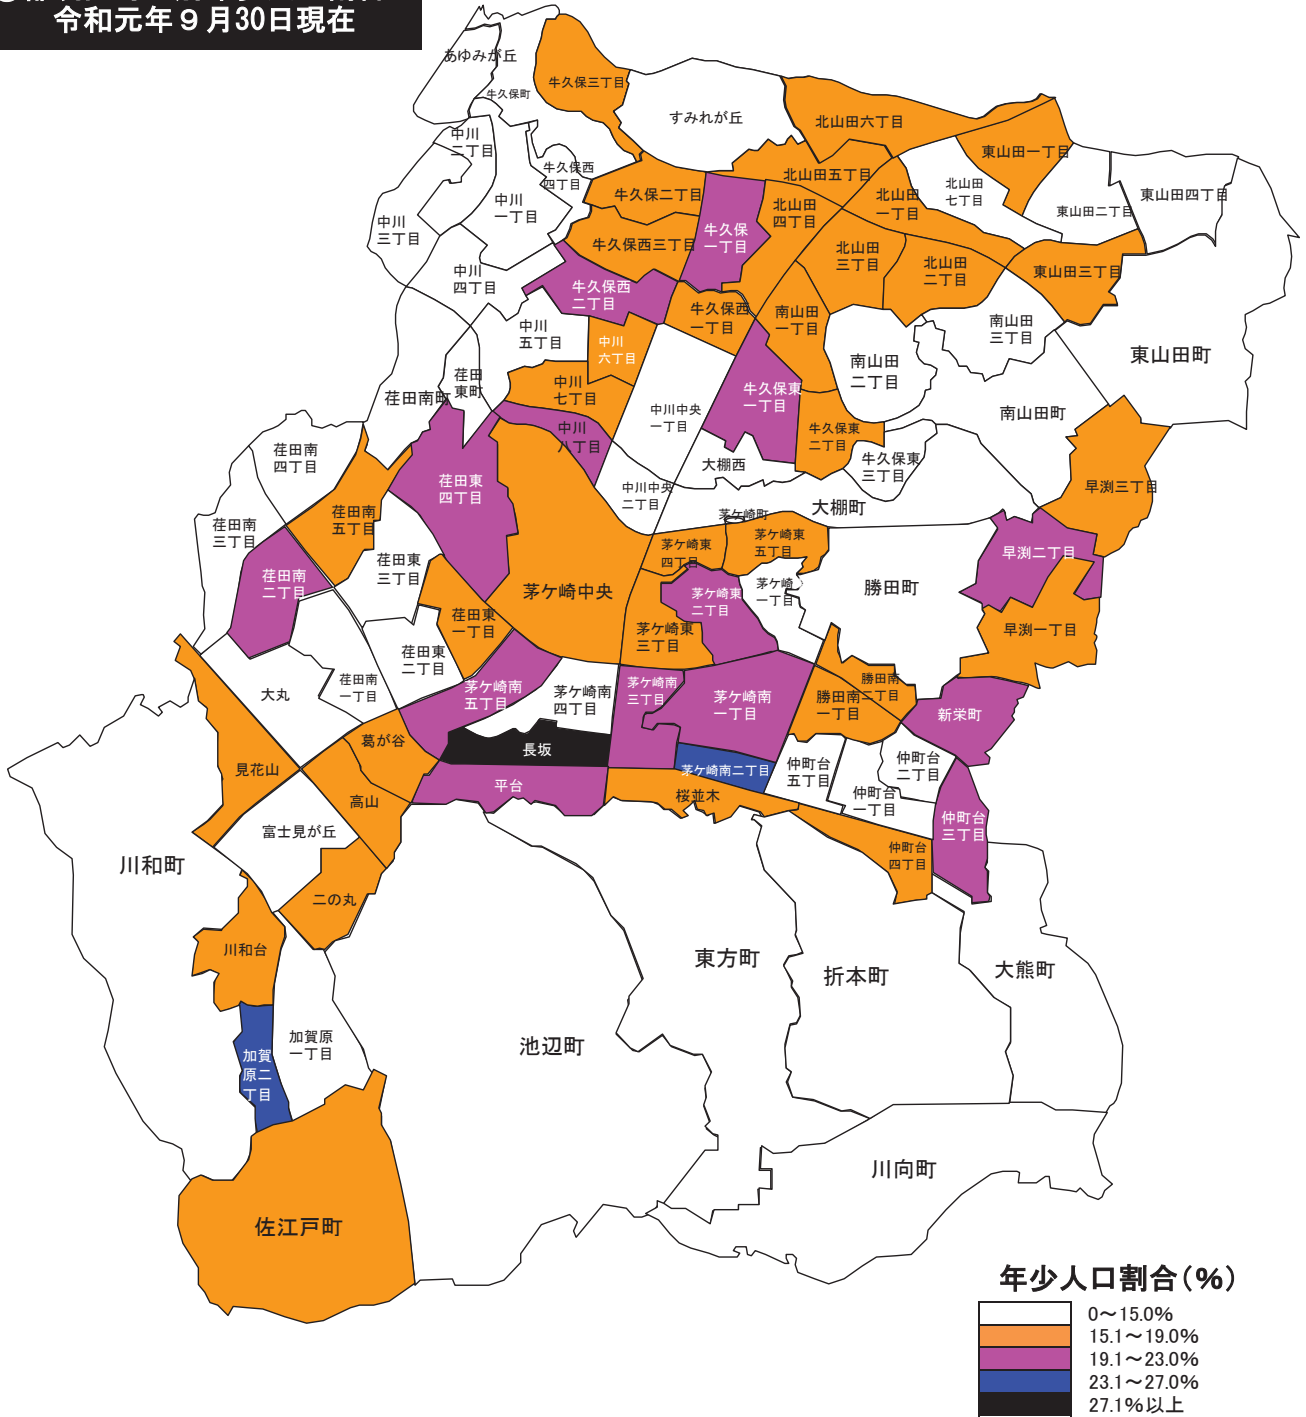 令和元年９月30日現在
あゆみが丘
牛久保町
牛久保三丁目
すみれが丘
北山田六丁目
中川
二丁目
牛久保西
四丁目
東山田一丁目
北山田五丁目
牛久保二丁目
北山田
七丁目
東山田四丁目
中川
一丁目
北山田
四丁目
北山田
一丁目
東山田二丁目
中川
三丁目
牛久保西三丁目
牛久保
一丁目
北山田
三丁目
北山田
二丁目
東山田三丁目
中川
四丁目
牛久保西
二丁目
牛久保西
一丁目
南山田
一丁目
南山田
三丁目
中川
五丁目
中川
六丁目
南山田
二丁目
東山田町
荏田
東町
荏田南町
中川
七丁目
牛久保東
一丁目
中川中央
一丁目
南山田町
中川
八丁目
牛久保東
二丁目
荏田南
四丁目
大棚西
牛久保東
三丁目
荏田東
四丁目
中川中央
二丁目
早渕三丁目
大棚町
茅ケ崎町
荏田南
五丁目
荏田南
三丁目
茅ケ崎東
四丁目
茅ケ崎東
五丁目
早渕二丁目
荏田東
三丁目
荏田南
二丁目
茅ケ崎中央
茅ケ崎東
二丁目
茅ケ崎
一丁目
勝田町
荏田東
一丁目
茅ケ崎東
三丁目
早渕一丁目
荏田東
二丁目
荏田南
一丁目
大丸
茅ケ崎南
五丁目
茅ケ崎南
四丁目
茅ケ崎南
三丁目
茅ケ崎南
一丁目
勝田南
二丁目
勝田南
一丁目
新栄町
葛が谷
長坂
見花山
茅ケ崎南二丁目
仲町台
五丁目
仲町台
二丁目
平台
高山
桜並木
仲町台
一丁目
仲町台
三丁目
富士見が丘
川和町
仲町台
四丁目
二の丸
川和台
東方町
折本町
大熊町
加賀原
一丁目
池辺町
加賀
原二
丁目
川向町
佐江戸町
年少人口割合(％)
0～15.0％
15.1～19.0％
19.1～23.0％
23.1～27.0％
27.1％以上